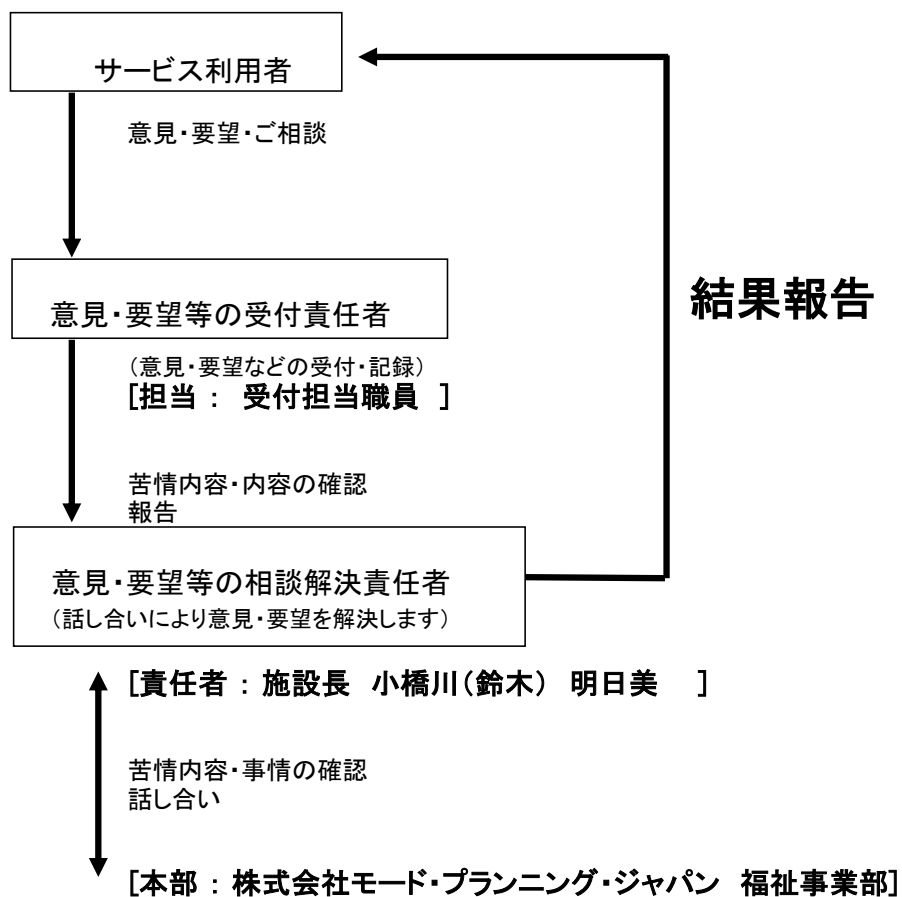 サービス利用者
意見・要望・ご相談
意見・要望等の受付責任者
（意見・要望などの受付・記録）
[担当 ： 受付担当職員 ]
結果報告
苦情内容・内容の確認
報告
意見・要望等の相談解決責任者
（話し合いにより意見・要望を解決します）
[責任者 ： 施設長 小橋川（鈴木） 明日美 ]
苦情内容・事情の確認
話し合い
[本部 ： 株式会社モード・プランニング・ジャパン 福祉事業部]